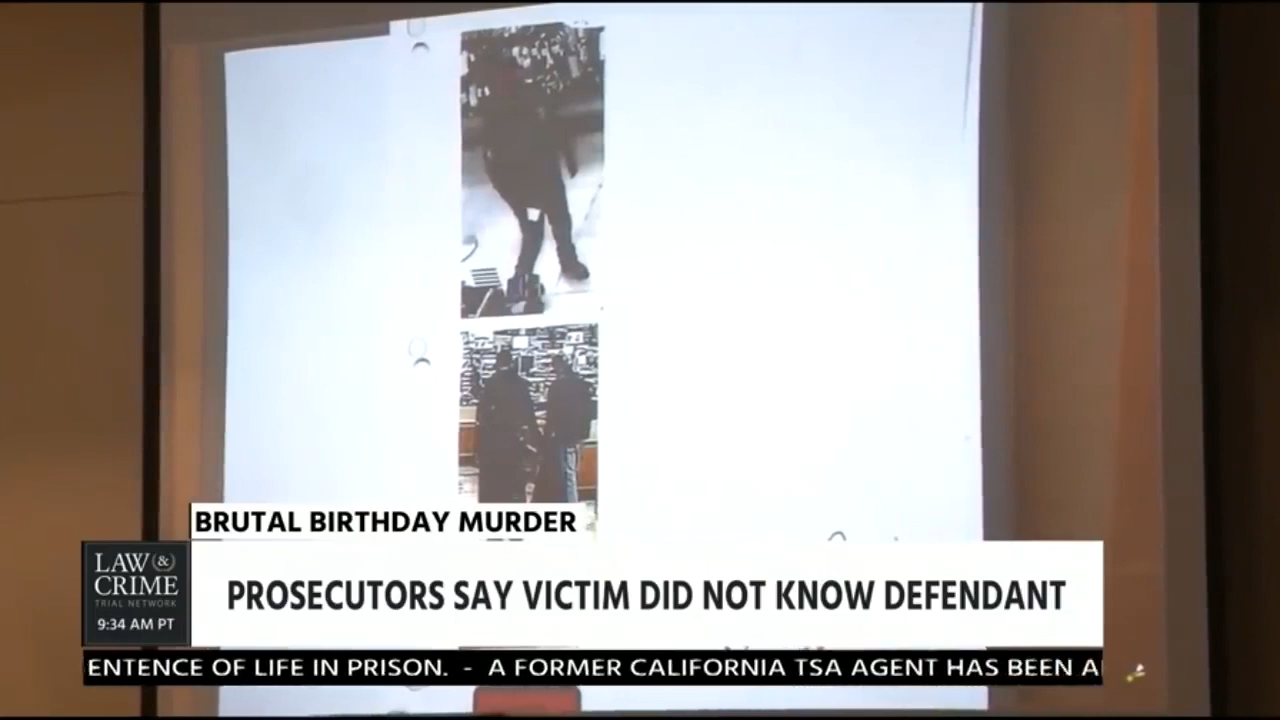 BRUTAL BIRTHDAY MURDER
LAW &
CRIME
TRIAL NETWORK
9:34 AM PT
PROSECUTORS SAY VICTIM DID NOT KNOW DEFENDANT
ENTENCE OF LIFE IN PRISON. - A FORMER CALIFORNIA TSA AGENT HAS BEEN A